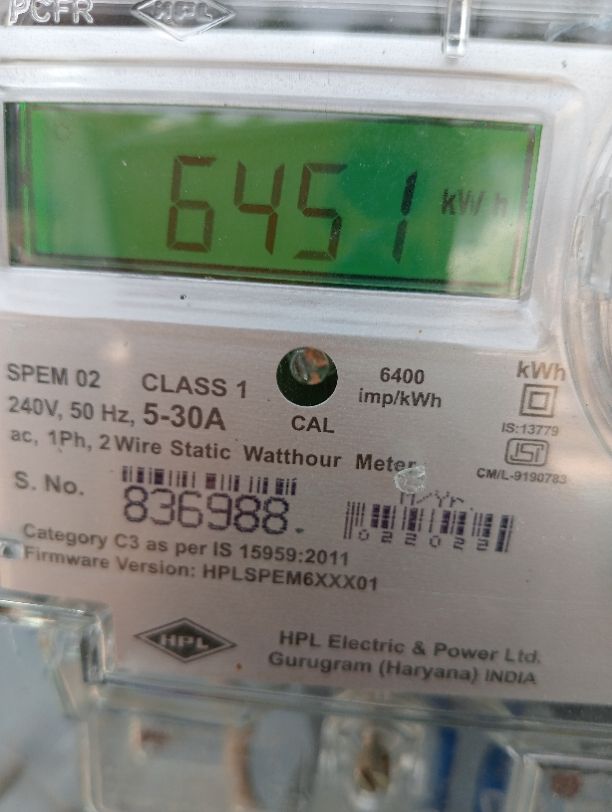 PCFR HPL
6451 kWh
SPEM 02 CLASS 1 6400 kWh
240V, 50 Hz, 5-30A imp/kWh
CAL
IS:13779
ac, 1Ph, 2 Wire Static Watthour Meter
ISI
CM/L-9190783
S. No. 836988
M/Yr
022022
Category C3 as per IS 15959:2011
Firmware Version: HPLSPEM6XXX01
HPL
HPL Electric & Power Ltd.
Gurugram (Haryana) INDIA